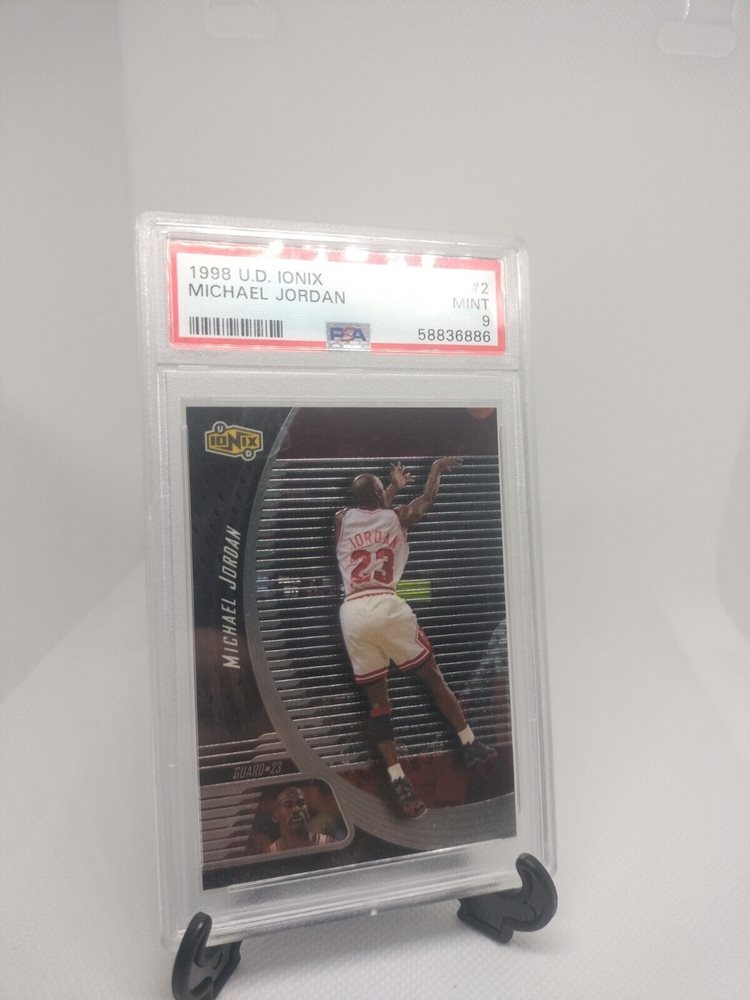 1998 U.D. IONIX #2
MICHAEL JORDAN MINT
9
PSA 58836886
U
IONIX
D
JORDAN
23
MICHAEL JORDAN
GUARD•23